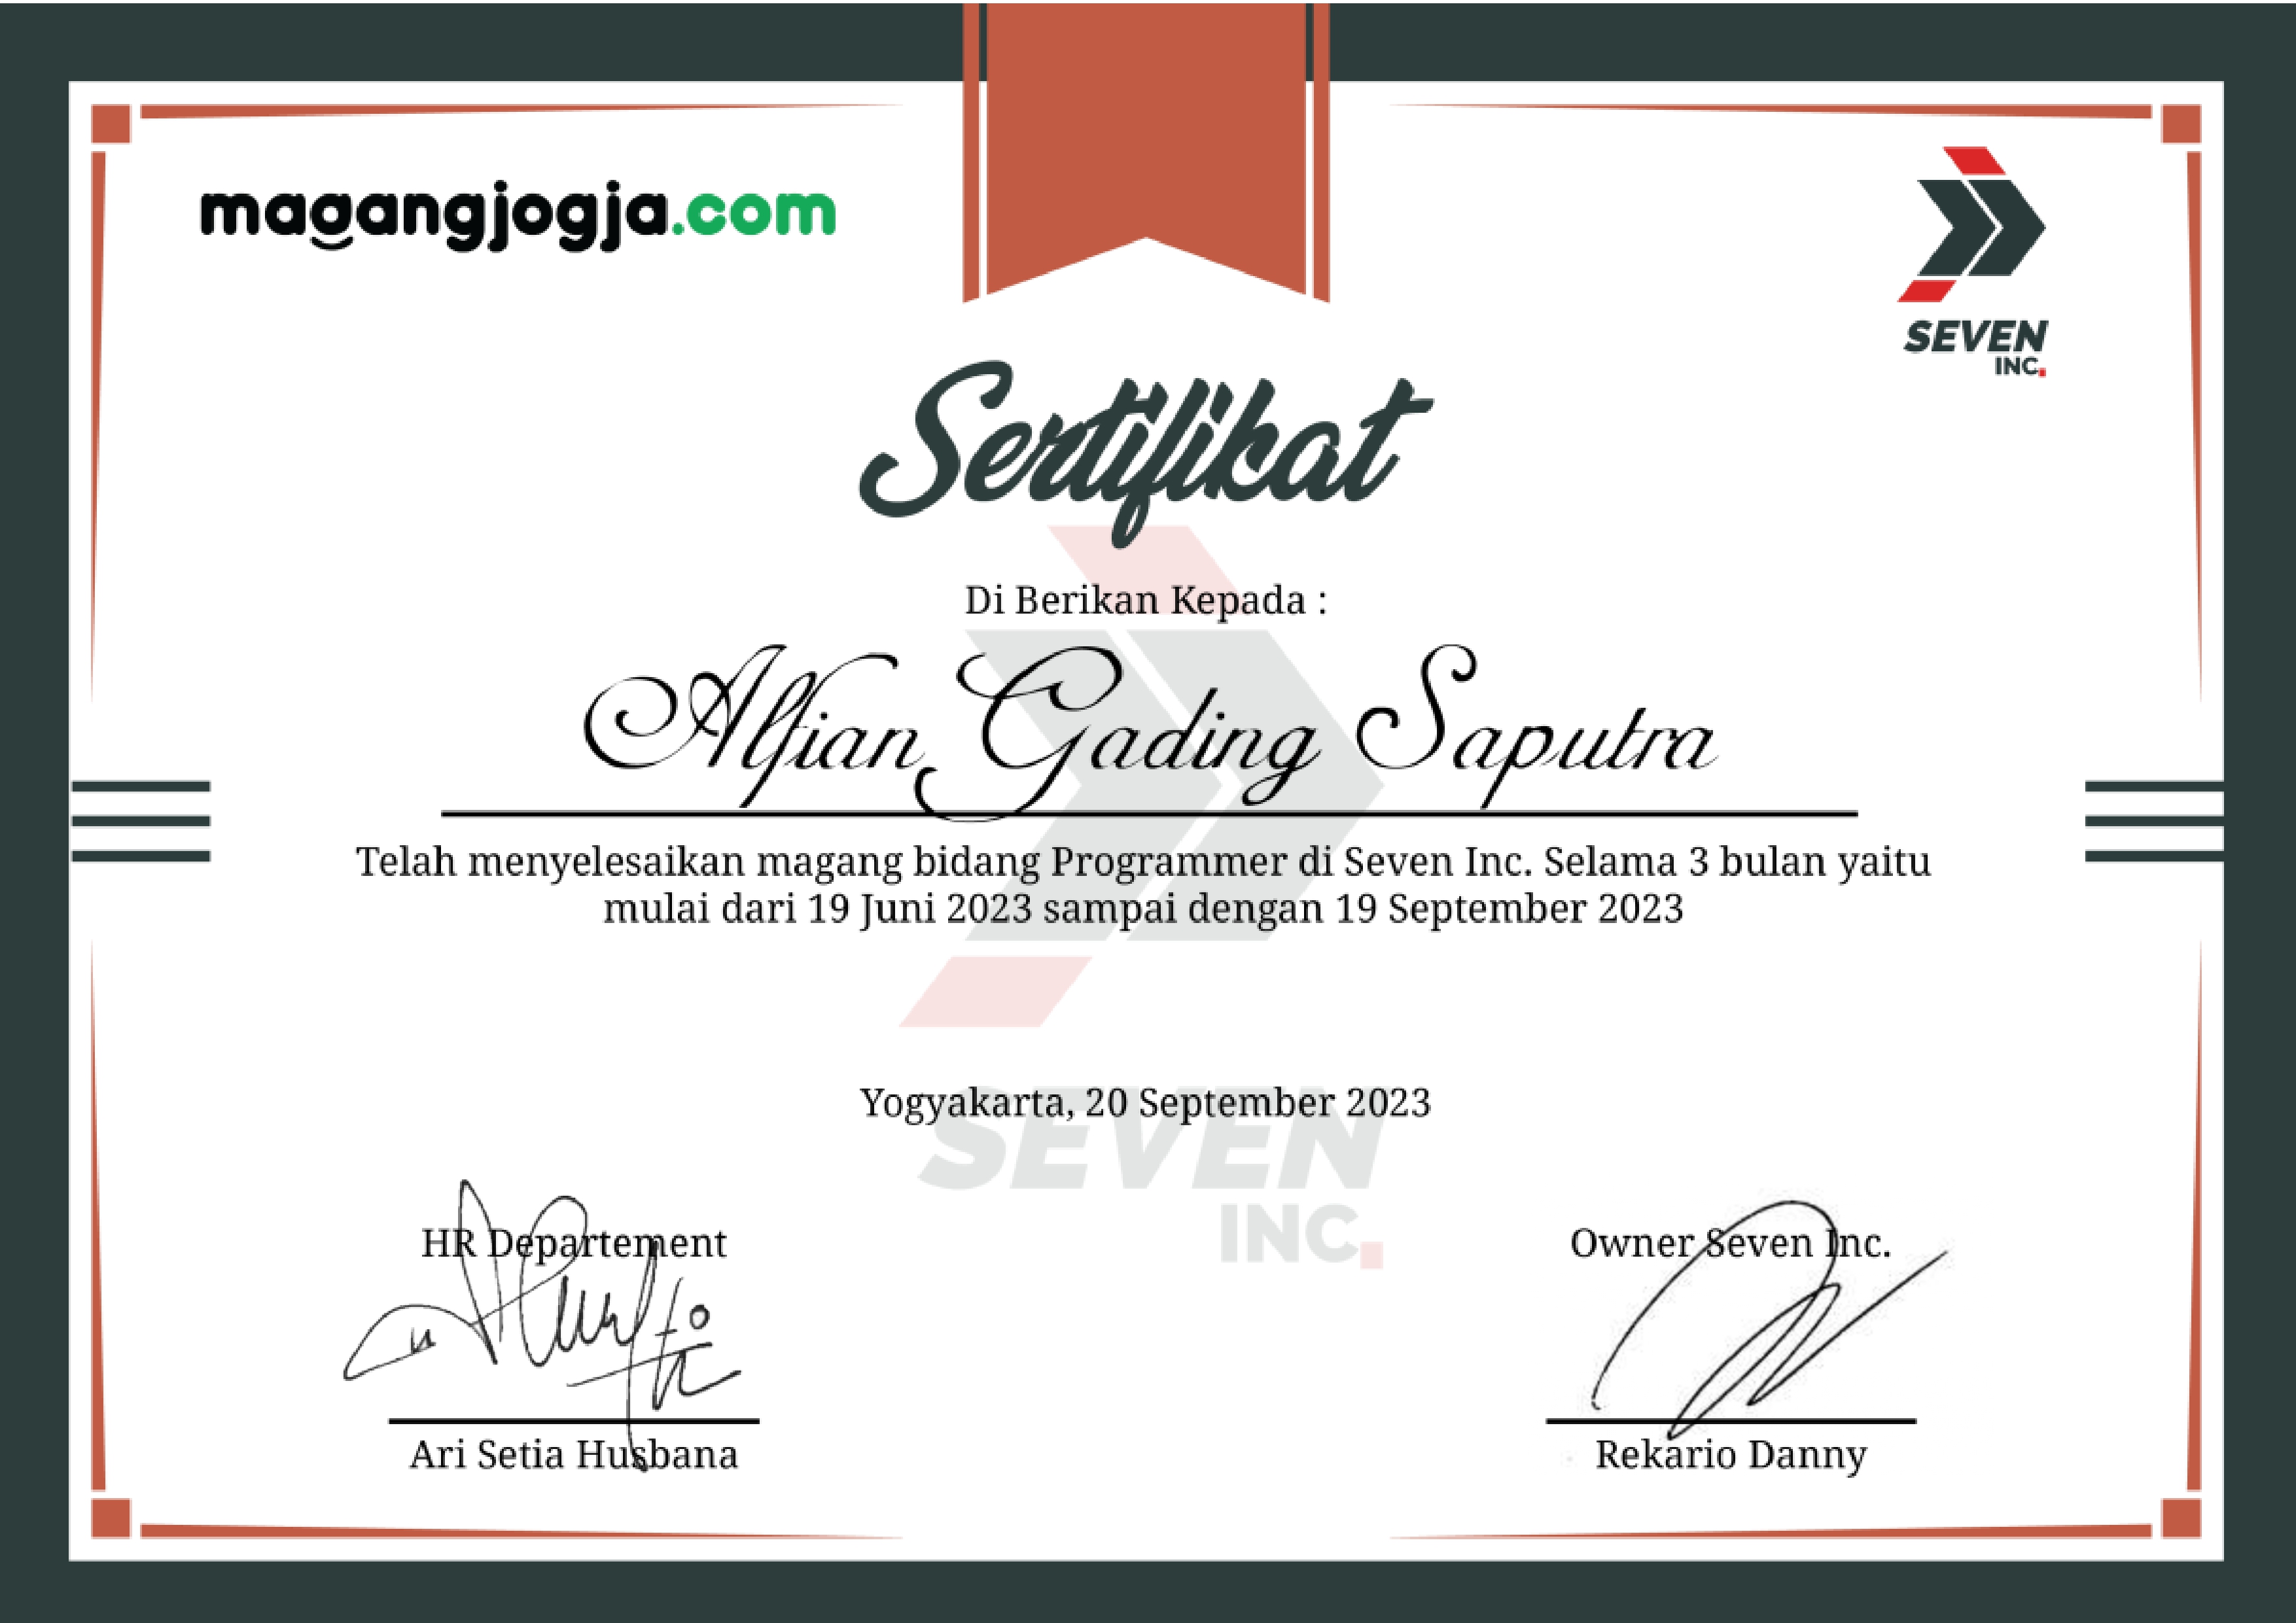 magangjogja.com
SEVEN
INC.
Sertifikat
Di Berikan Kepada :
Alfian Gading Saputra
Telah menyelesaikan magang bidang Programmer di Seven Inc. Selama 3 bulan yaitu
mulai dari 19 Juni 2023 sampai dengan 19 September 2023
Yogyakarta, 20 September 2023
SEVEN
INC.
HR Departement
Owner Seven Inc.
Ari Setia Husbana
Rekario Danny